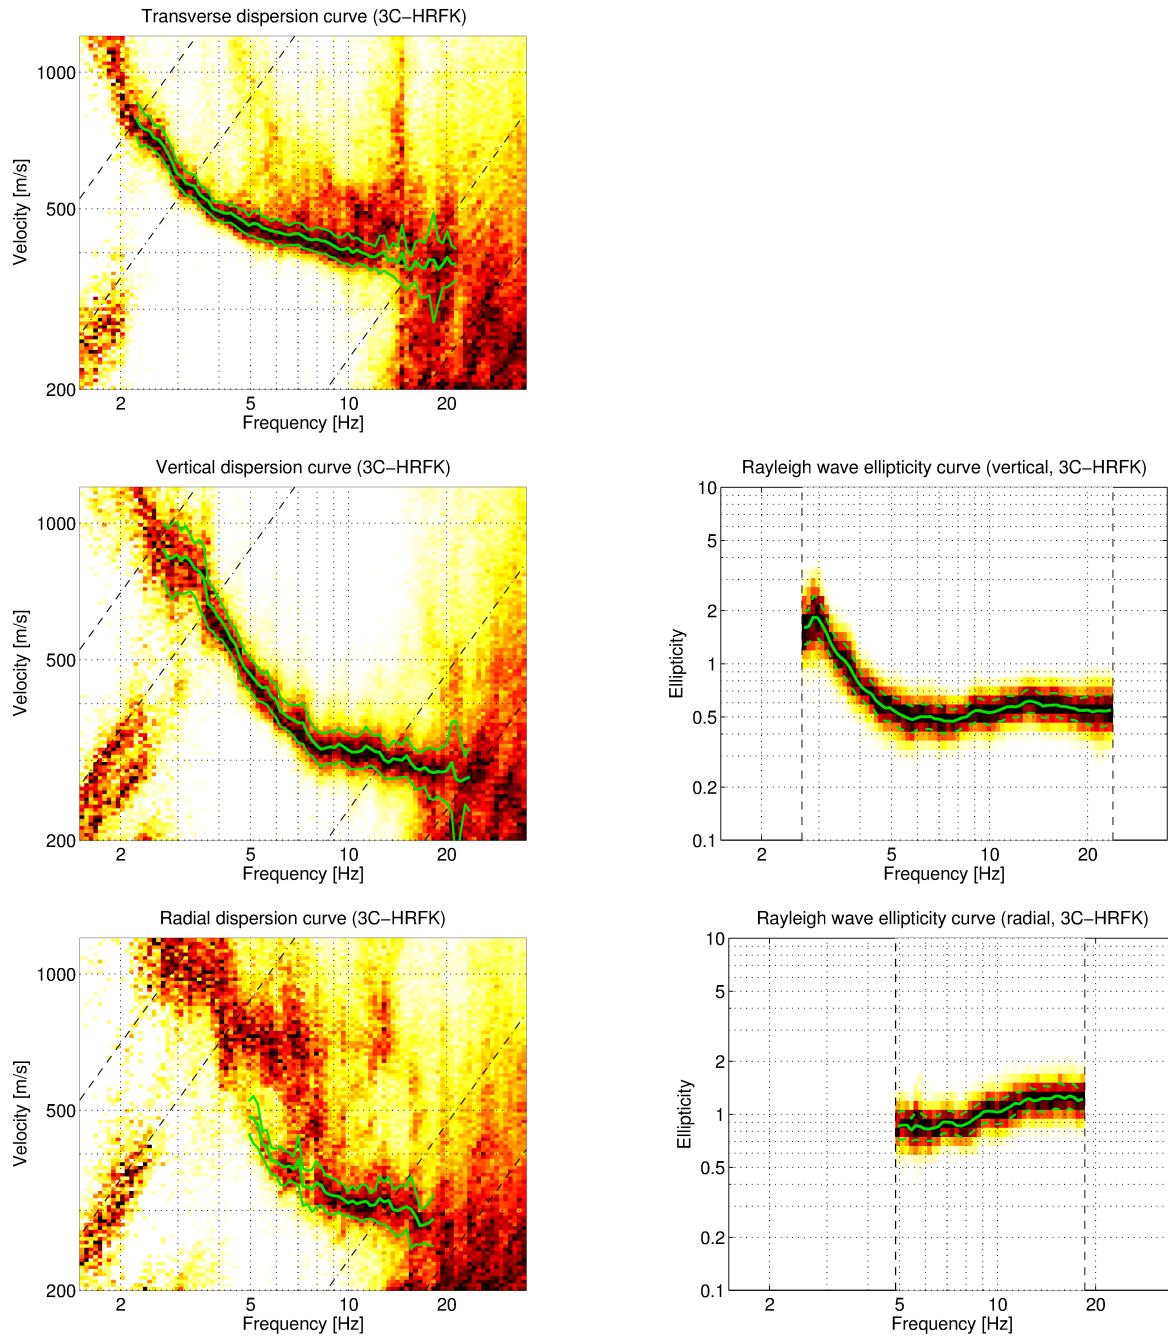 Transverse dispersion curve (3C−HRFK)
1000
500
200
Velocity [m/s]
2 5 10 20
Frequency [Hz]
Vertical dispersion curve (3C−HRFK)
1000
500
200
Velocity [m/s]
2 5 10 20
Frequency [Hz]
Rayleigh wave ellipticity curve (vertical, 3C−HRFK)
10
5
2
1
0.5
0.2
0.1
Ellipticity
2 5 10 20
Frequency [Hz]
Radial dispersion curve (3C−HRFK)
1000
500
200
Velocity [m/s]
2 5 10 20
Frequency [Hz]
Rayleigh wave ellipticity curve (radial, 3C−HRFK)
10
5
2
1
0.5
0.2
0.1
Ellipticity
2 5 10 20
Frequency [Hz]